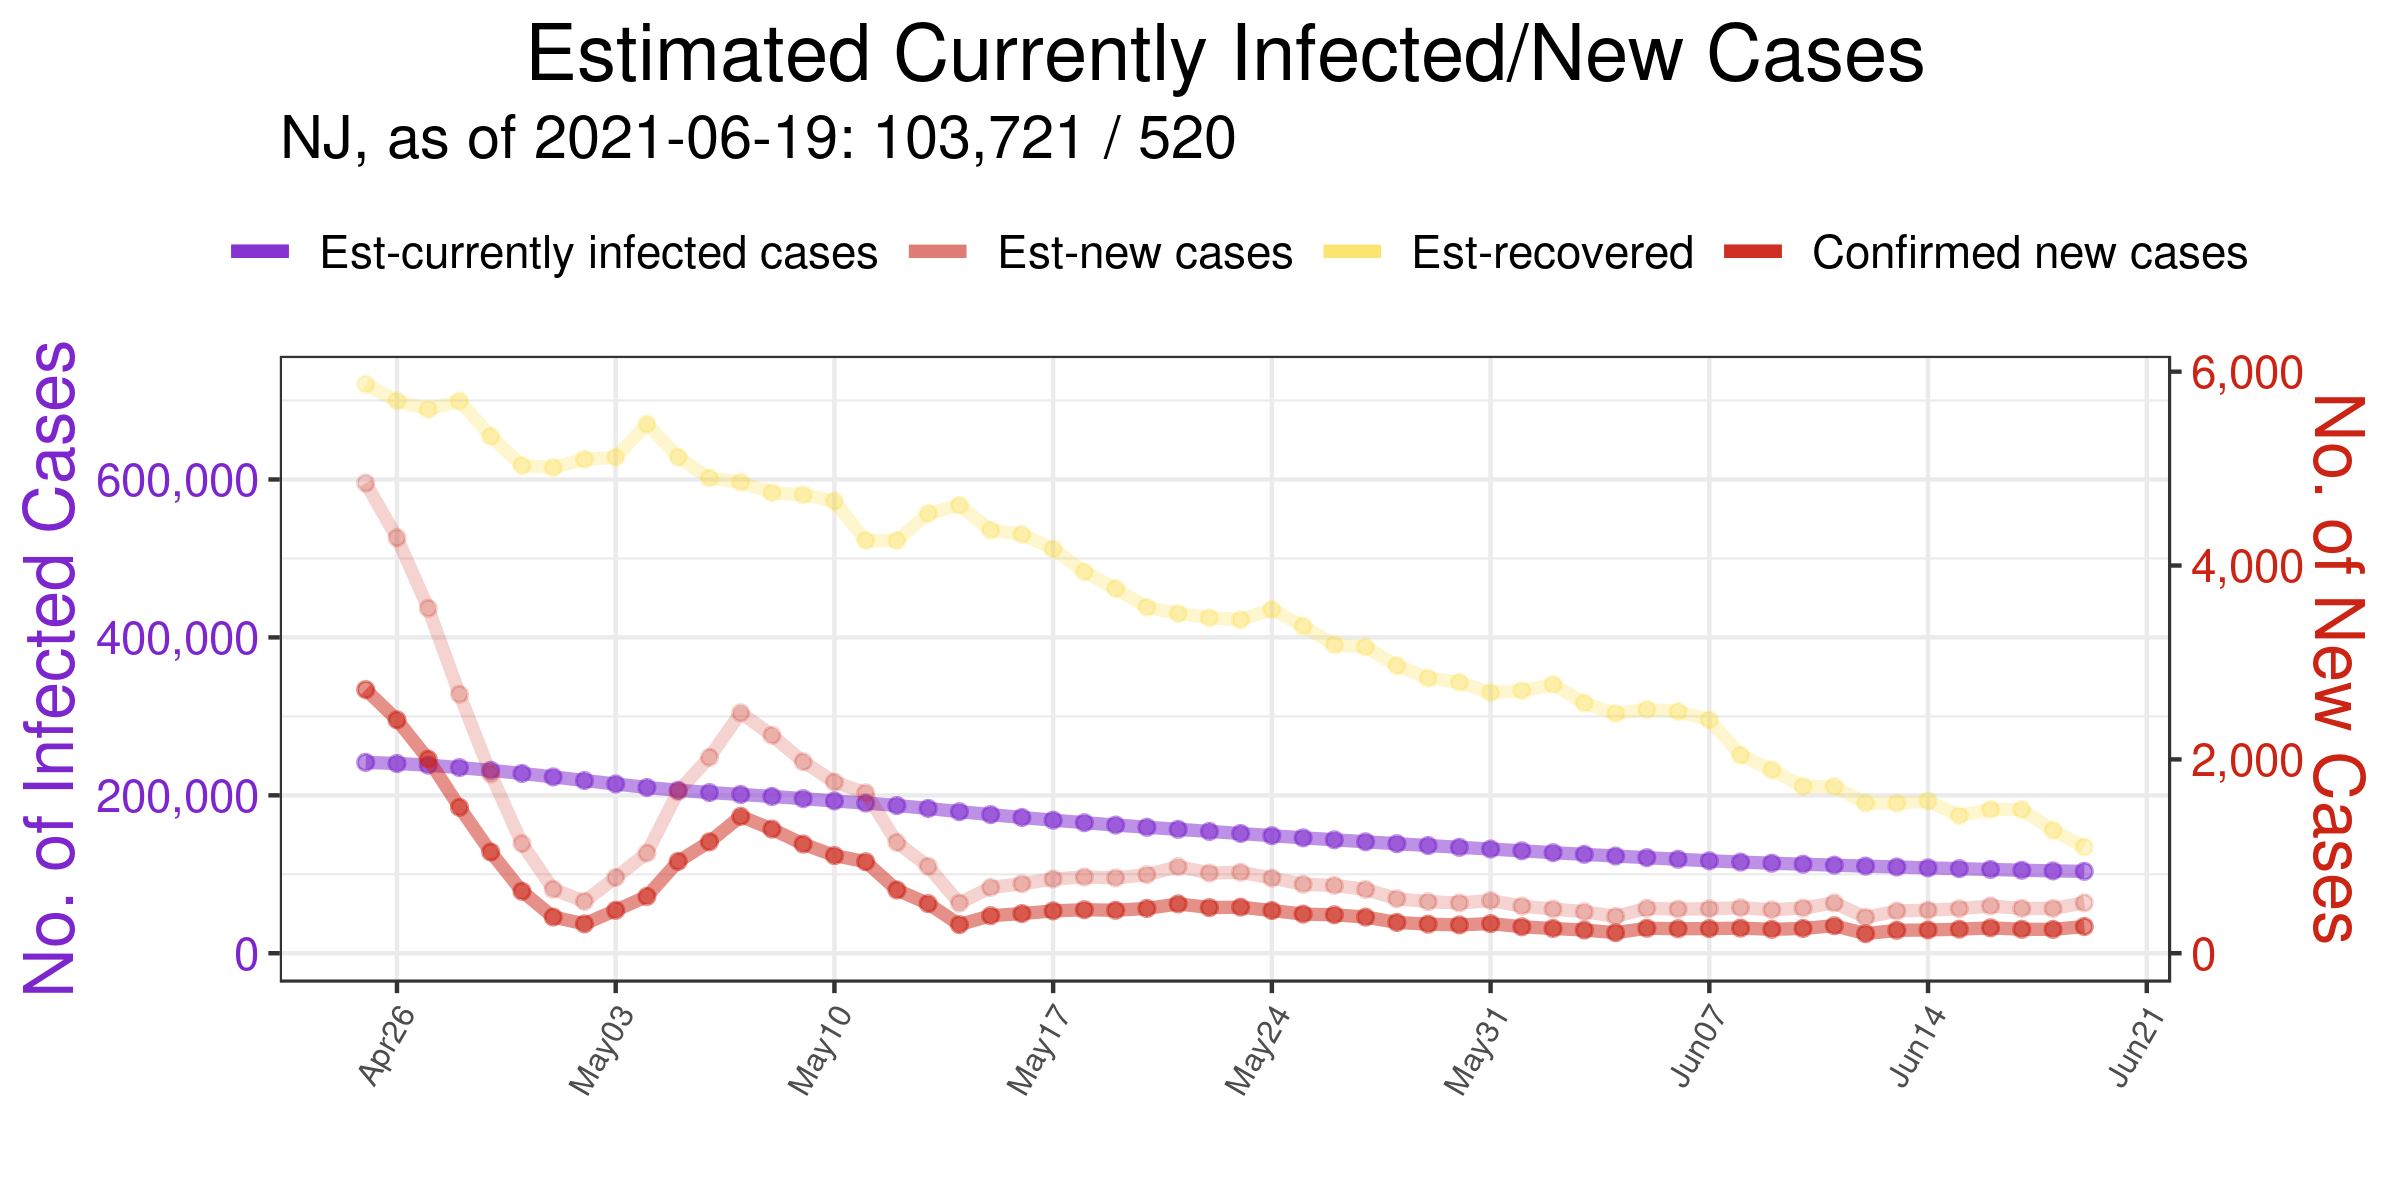 Estimated Currently Infected/New Cases
NJ, as of 2021-06-19: 103,721 / 520
Est-currently infected cases Est-new cases Est-recovered Confirmed new cases
No. of Infected Cases
600,000
400,000
200,000
0
6,000
4,000
2,000
0
No. of New Cases
Apr26 May03 May10 May17 May24 May31 Jun07 Jun14 Jun21